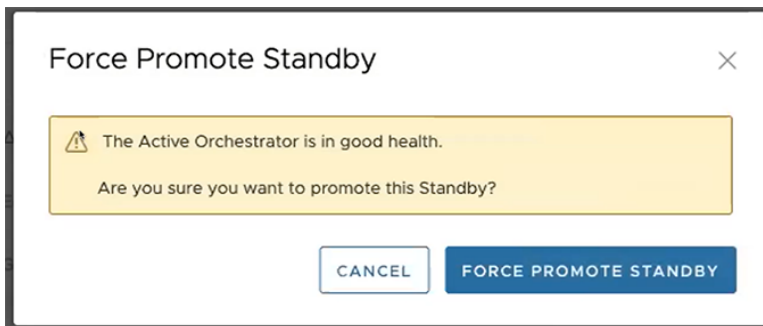 Force Promote Standby
The Active Orchestrator is in good health.
Are you sure you want to promote this Standby?
CANCEL
FORCE PROMOTE STANDBY